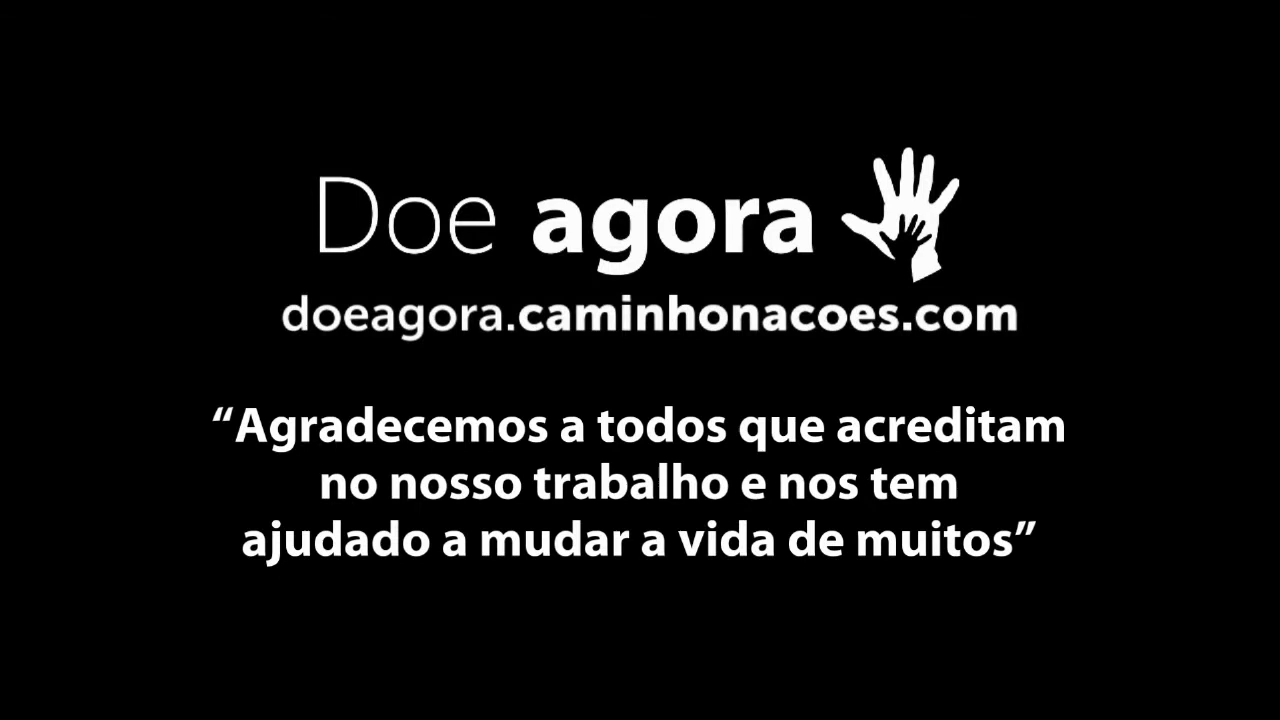 Doe agora
doeagora.caminhonacoes.com
“Agradecemos a todos que acreditam
no nosso trabalho e nos tem
ajudado a mudar a vida de muitos”